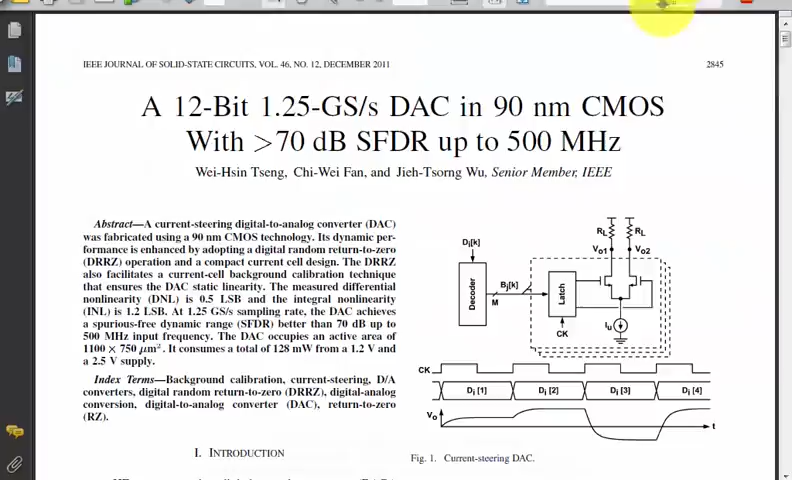 IEEE JOURNAL OF SOLID-STATE CIRCUITS, VOL. 46, NO. 12, DECEMBER 2011
2845
A 12-Bit 1.25-GS/s DAC in 90 nm CMOS
With >70 dB SFDR up to 500 MHz
Wei-Hsin Tseng, Chi-Wei Fan, and Jieh-Tsorng Wu, Senior Member, IEEE
Abstract—A current-steering digital-to-analog converter (DAC)
was fabricated using a 90 nm CMOS technology. Its dynamic per-
formance is enhanced by adopting a digital random return-to-zero
(DRRZ) operation and a compact current cell design. The DRRZ
also facilitates a current-cell background calibration technique
that ensures the DAC static linearity. The measured differential
nonlinearity (DNL) is 0.5 LSB and the integral nonlinearity
(INL) is 1.2 LSB. At 1.25 GS/s sampling rate, the DAC achieves
a spurious-free dynamic range (SFDR) better than 70 dB up to
500 MHz input frequency. The DAC occupies an active area of
1100 × 750 μm². It consumes a total of 128 mW from a 1.2 V and
a 2.5 V supply.
Index Terms—Background calibration, current-steering, D/A
converters, digital random return-to-zero (DRRZ), digital-analog
conversion, digital-to-analog converter (DAC), return-to-zero
(RZ).
I. INTRODUCTION
RL RL
Vo1 Vo2
Di[k]
Decoder
Bj[k]
M
Latch
CK
Iu
CK
Di [1] Di [2] Di [3] Di [4]
Vo
t
Fig. 1. Current-steering DAC.